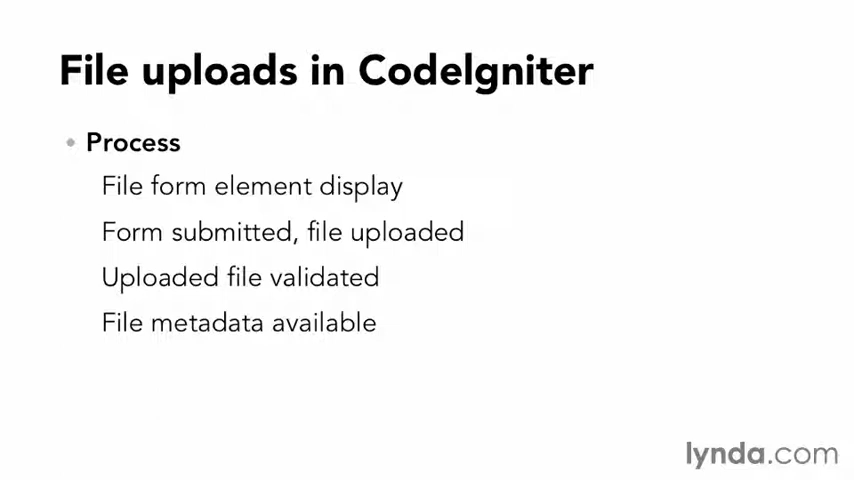 File uploads in CodeIgniter
• Process
File form element display
Form submitted, file uploaded
Uploaded file validated
File metadata available
lynda.com